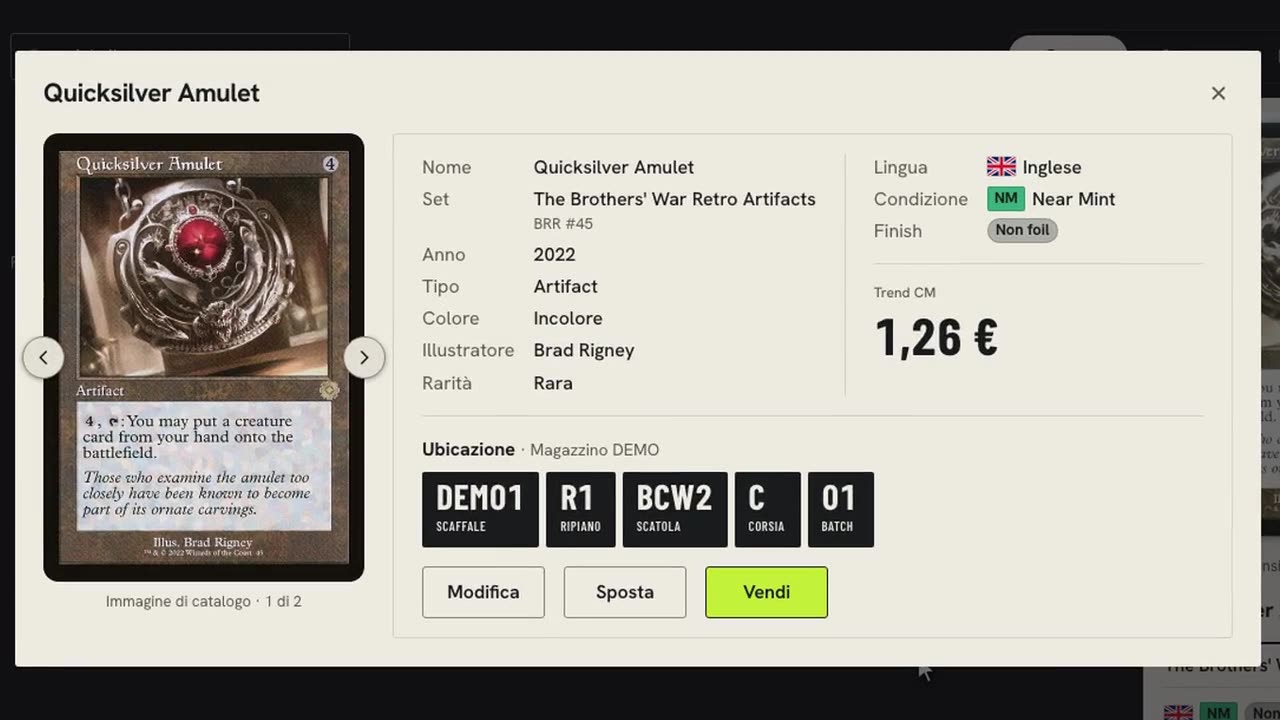 Quicksilver Amulet
×
Quicksilver Amulet 4
Artifact
4, : You may put a creature
card from your hand onto the
battlefield.
Those who examine the amulet too
closely have been known to become
part of its ornate carvings.
Illus. Brad Rigney
™ & © 2022 Wizards of the Coast 45
Immagine di catalogo · 1 di 2
Nome Quicksilver Amulet
Set The Brothers' War Retro Artifacts
BRR #45
Anno 2022
Tipo Artifact
Colore Incolore
Illustratore Brad Rigney
Rarità Rara
Lingua Inglese
Condizione NM Near Mint
Finish Non foil
Trend CM
1,26 €
Ubicazione · Magazzino DEMO
DEMO1 R1 BCW2 C 01
SCAFFALE RIPIANO SCATOLA CORSIA BATCH
Modifica Sposta Vendi
The Brothers' W
NM Non